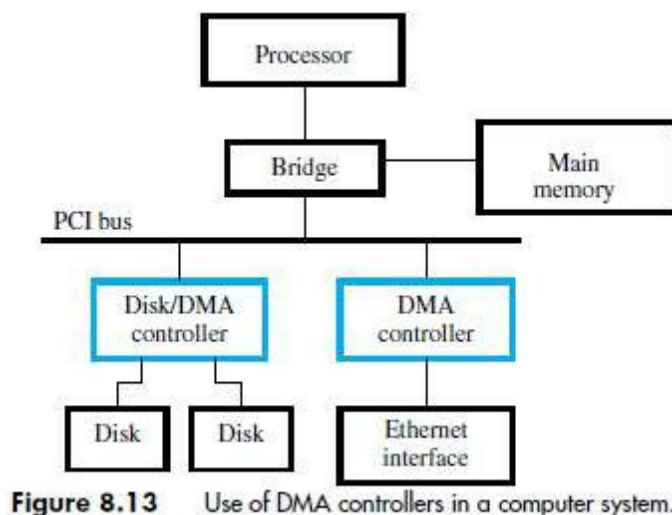 Processor
Bridge
Main
memory
PCI bus
Disk/DMA
controller
DMA
controller
Disk
Disk
Ethernet
interface
Figure 8.13 Use of DMA controllers in a computer system.